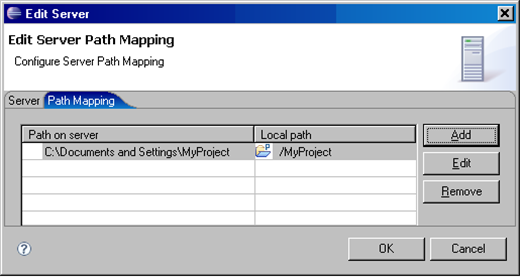 Edit Server
Edit Server Path Mapping
Configure Server Path Mapping
Server Path Mapping
Path on server Local path
C:\Documents and Settings\MyProject P /MyProject
Add
Edit
Remove
? OK Cancel